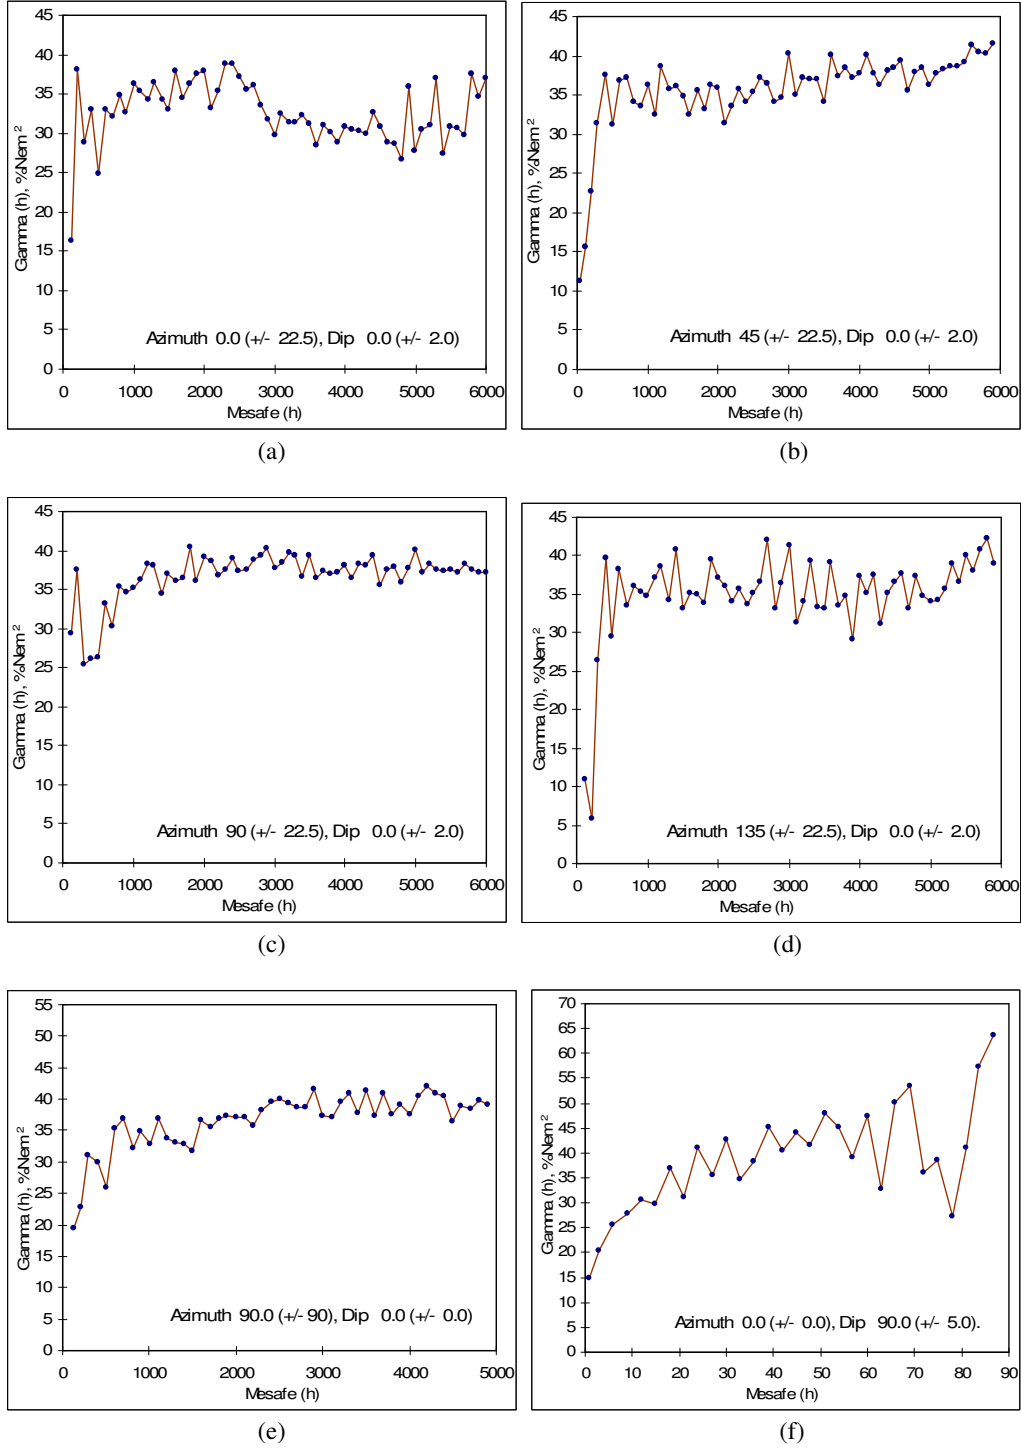 45
40
35
30
25
20
15
10
5
0
Gamma (h), %Nem²
Azimuth 0.0 (+/- 22.5), Dip 0.0 (+/- 2.0)
0 1000 2000 3000 4000 5000 6000
Mesafe (h)
(a)
45
40
35
30
25
20
15
10
5
0
Gamma (h), %Nem²
Azimuth 45 (+/- 22.5), Dip 0.0 (+/- 2.0)
0 1000 2000 3000 4000 5000 6000
Mesafe (h)
(b)
45
40
35
30
25
20
15
10
5
0
Gamma (h), %Nem²
Azimuth 90 (+/- 22.5), Dip 0.0 (+/- 2.0)
0 1000 2000 3000 4000 5000 6000
Mesafe (h)
(c)
45
40
35
30
25
20
15
10
5
0
Gamma (h), %Nem²
Azimuth 135 (+/- 22.5), Dip 0.0 (+/- 2.0)
0 1000 2000 3000 4000 5000 6000
Mesafe (h)
(d)
55
50
45
40
35
30
25
20
15
10
5
0
Gamma (h), %Nem²
Azimuth 90.0 (+/- 90), Dip 0.0 (+/- 0.0)
0 1000 2000 3000 4000 5000
Mesafe (h)
(e)
70
65
60
55
50
45
40
35
30
25
20
15
10
5
0
Gamma (h), %Nem²
Azimuth 0.0 (+/- 0.0), Dip 90.0 (+/- 5.0).
0 10 20 30 40 50 60 70 80 90
Mesafe (h)
(f)